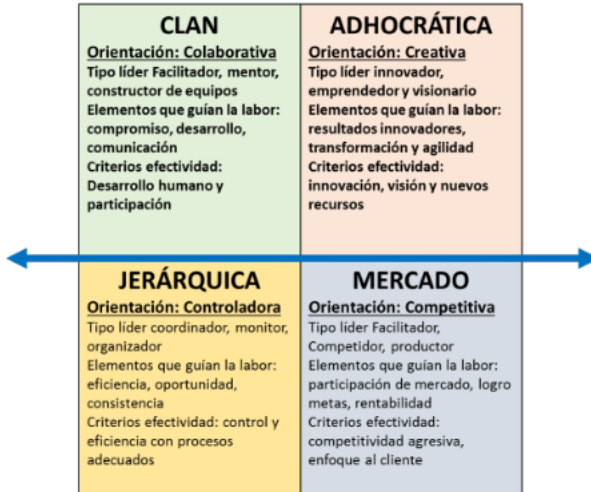 CLAN
Orientación: Colaborativa
Tipo líder Facilitador, mentor,
constructor de equipos
Elementos que guían la labor:
compromiso, desarrollo,
comunicación
Criterios efectividad:
Desarrollo humano y
participación
ADHOCRÁTICA
Orientación: Creativa
Tipo líder innovador,
emprendedor y visionario
Elementos que guían la labor:
resultados innovadores,
transformación y agilidad
Criterios efectividad:
innovación, visión y nuevos
recursos
JERÁRQUICA
Orientación: Controladora
Tipo líder coordinador, monitor,
organizador
Elementos que guían la labor:
eficiencia, oportunidad,
consistencia
Criterios efectividad: control y
eficiencia con procesos
adecuados
MERCADO
Orientación: Competitiva
Tipo líder Facilitador,
Competidor, productor
Elementos que guían la labor:
participación de mercado, logro
metas, rentabilidad
Criterios efectividad:
competitividad agresiva,
enfoque al cliente